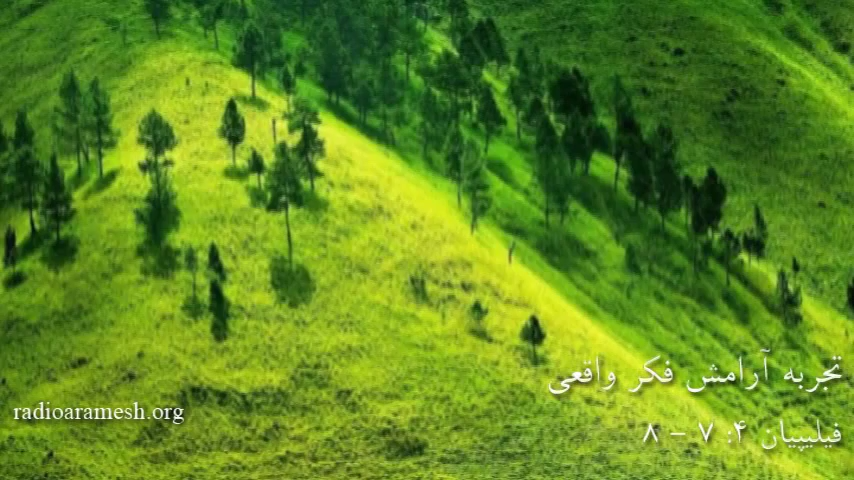 تجربه آرامش فکر واقعی
radioaramesh.org
فیلیپیان ۴: ۷ – ۸